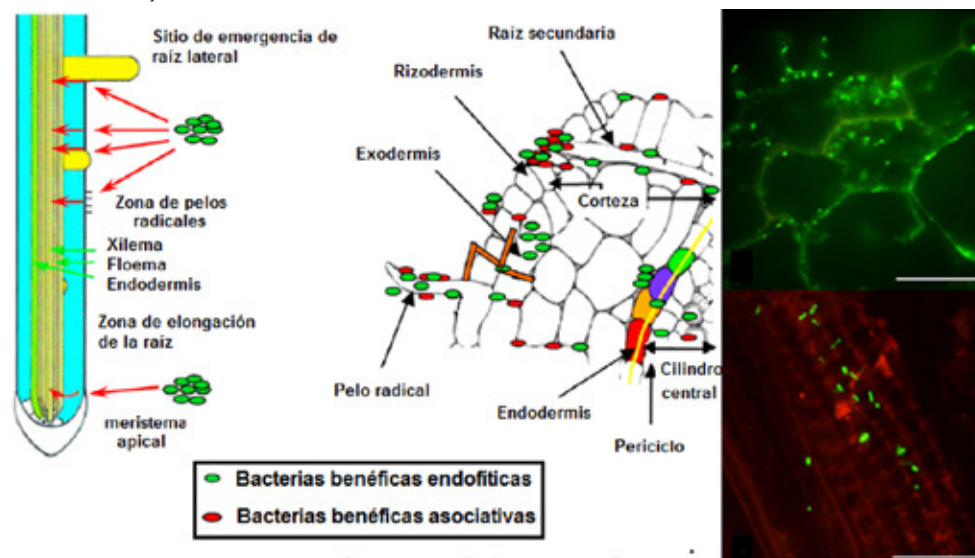 Sitio de emergencia de
raíz lateral
Zona de pelos
radicales
Xilema
Floema
Endodermis
Zona de elongación
de la raíz
meristema
apical
Raíz secundaria
Rizodermis
Exodermis
Corteza
Pelo radical
Endodermis
Cilindro
central
Periciclo
Bacterias benéficas endofíticas
Bacterias benéficas asociativas